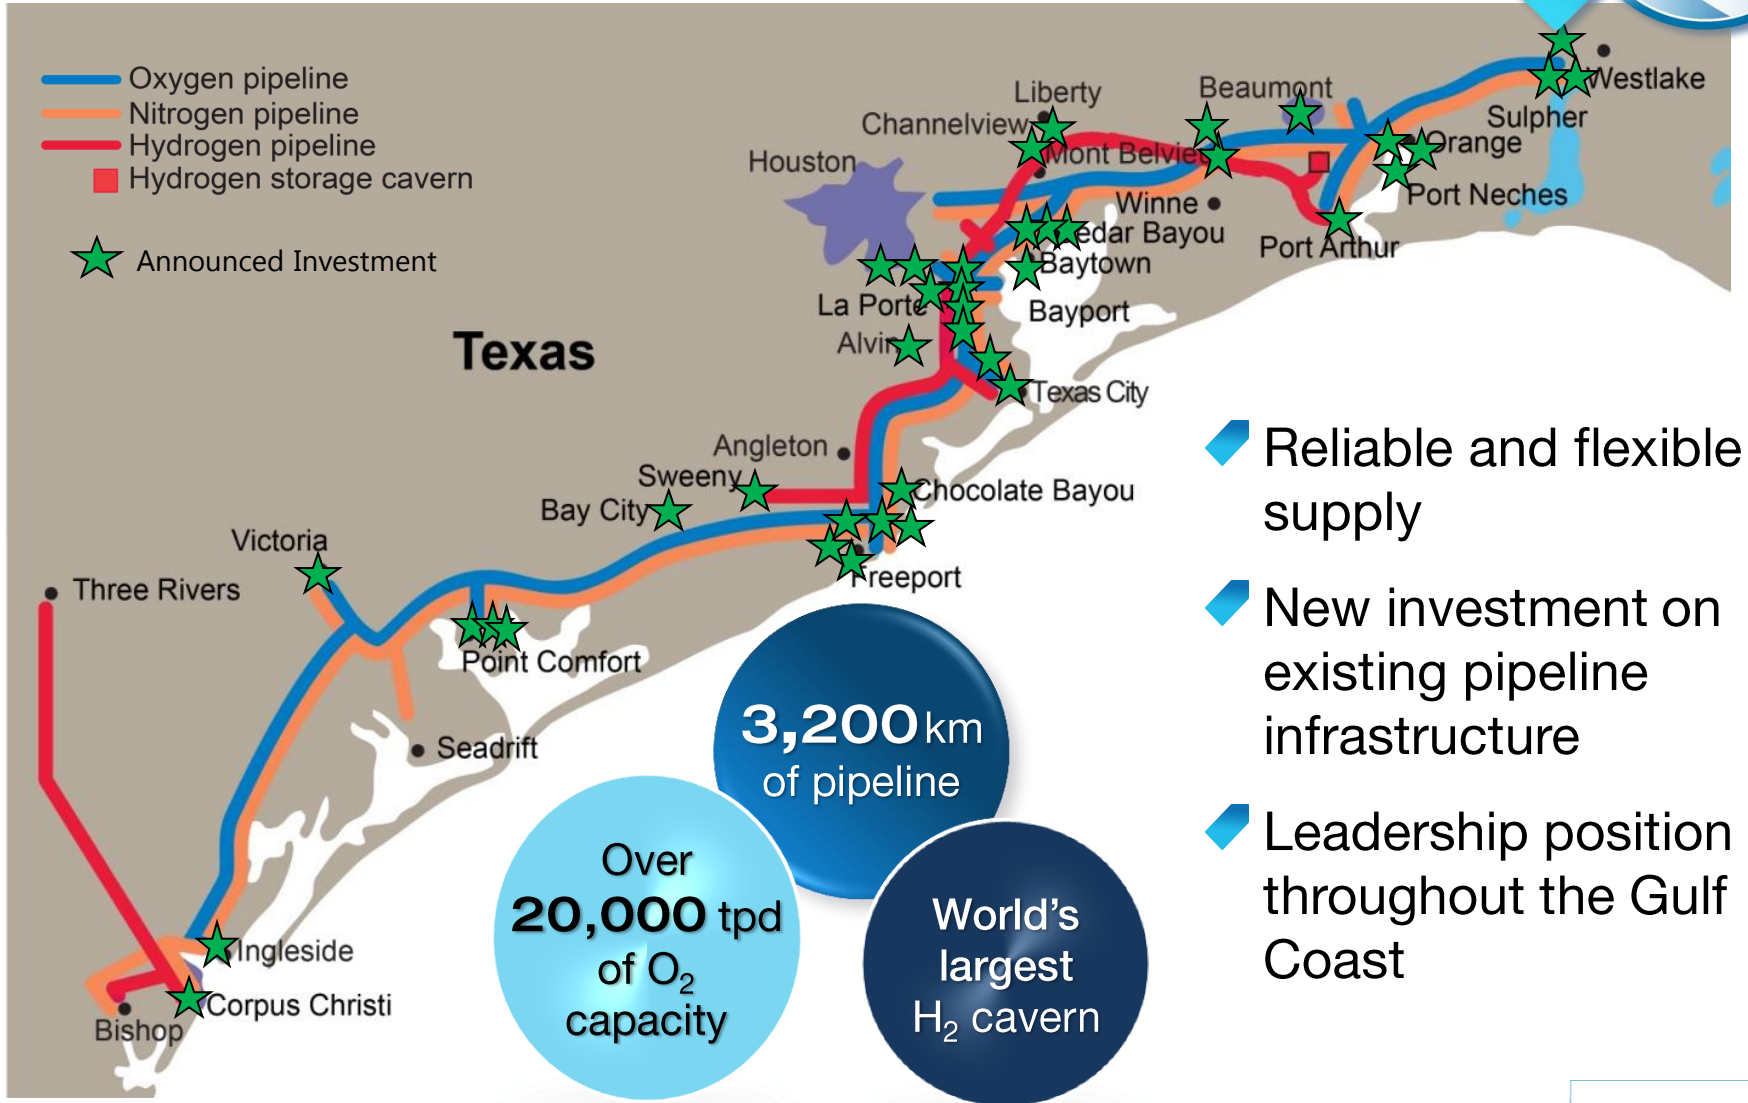 Oxygen pipeline
Nitrogen pipeline
Hydrogen pipeline
Hydrogen storage cavern
Announced Investment
Texas
Houston
Channelview
Liberty
Mont Belvieu
Beaumont
Westlake
Sulpher
Orange
Port Neches
Port Arthur
Winne
Cedar Bayou
Baytown
Bayport
La Porte
Alvin
Texas City
Angleton
Sweeny
Bay City
Chocolate Bayou
Freeport
Victoria
Three Rivers
Point Comfort
Seadrift
Ingleside
Corpus Christi
Bishop
3,200 km
of pipeline
Over
20,000 tpd
of O2
capacity
World's
largest
H2 cavern
Reliable and flexible
supply
New investment on
existing pipeline
infrastructure
Leadership position
throughout the Gulf
Coast